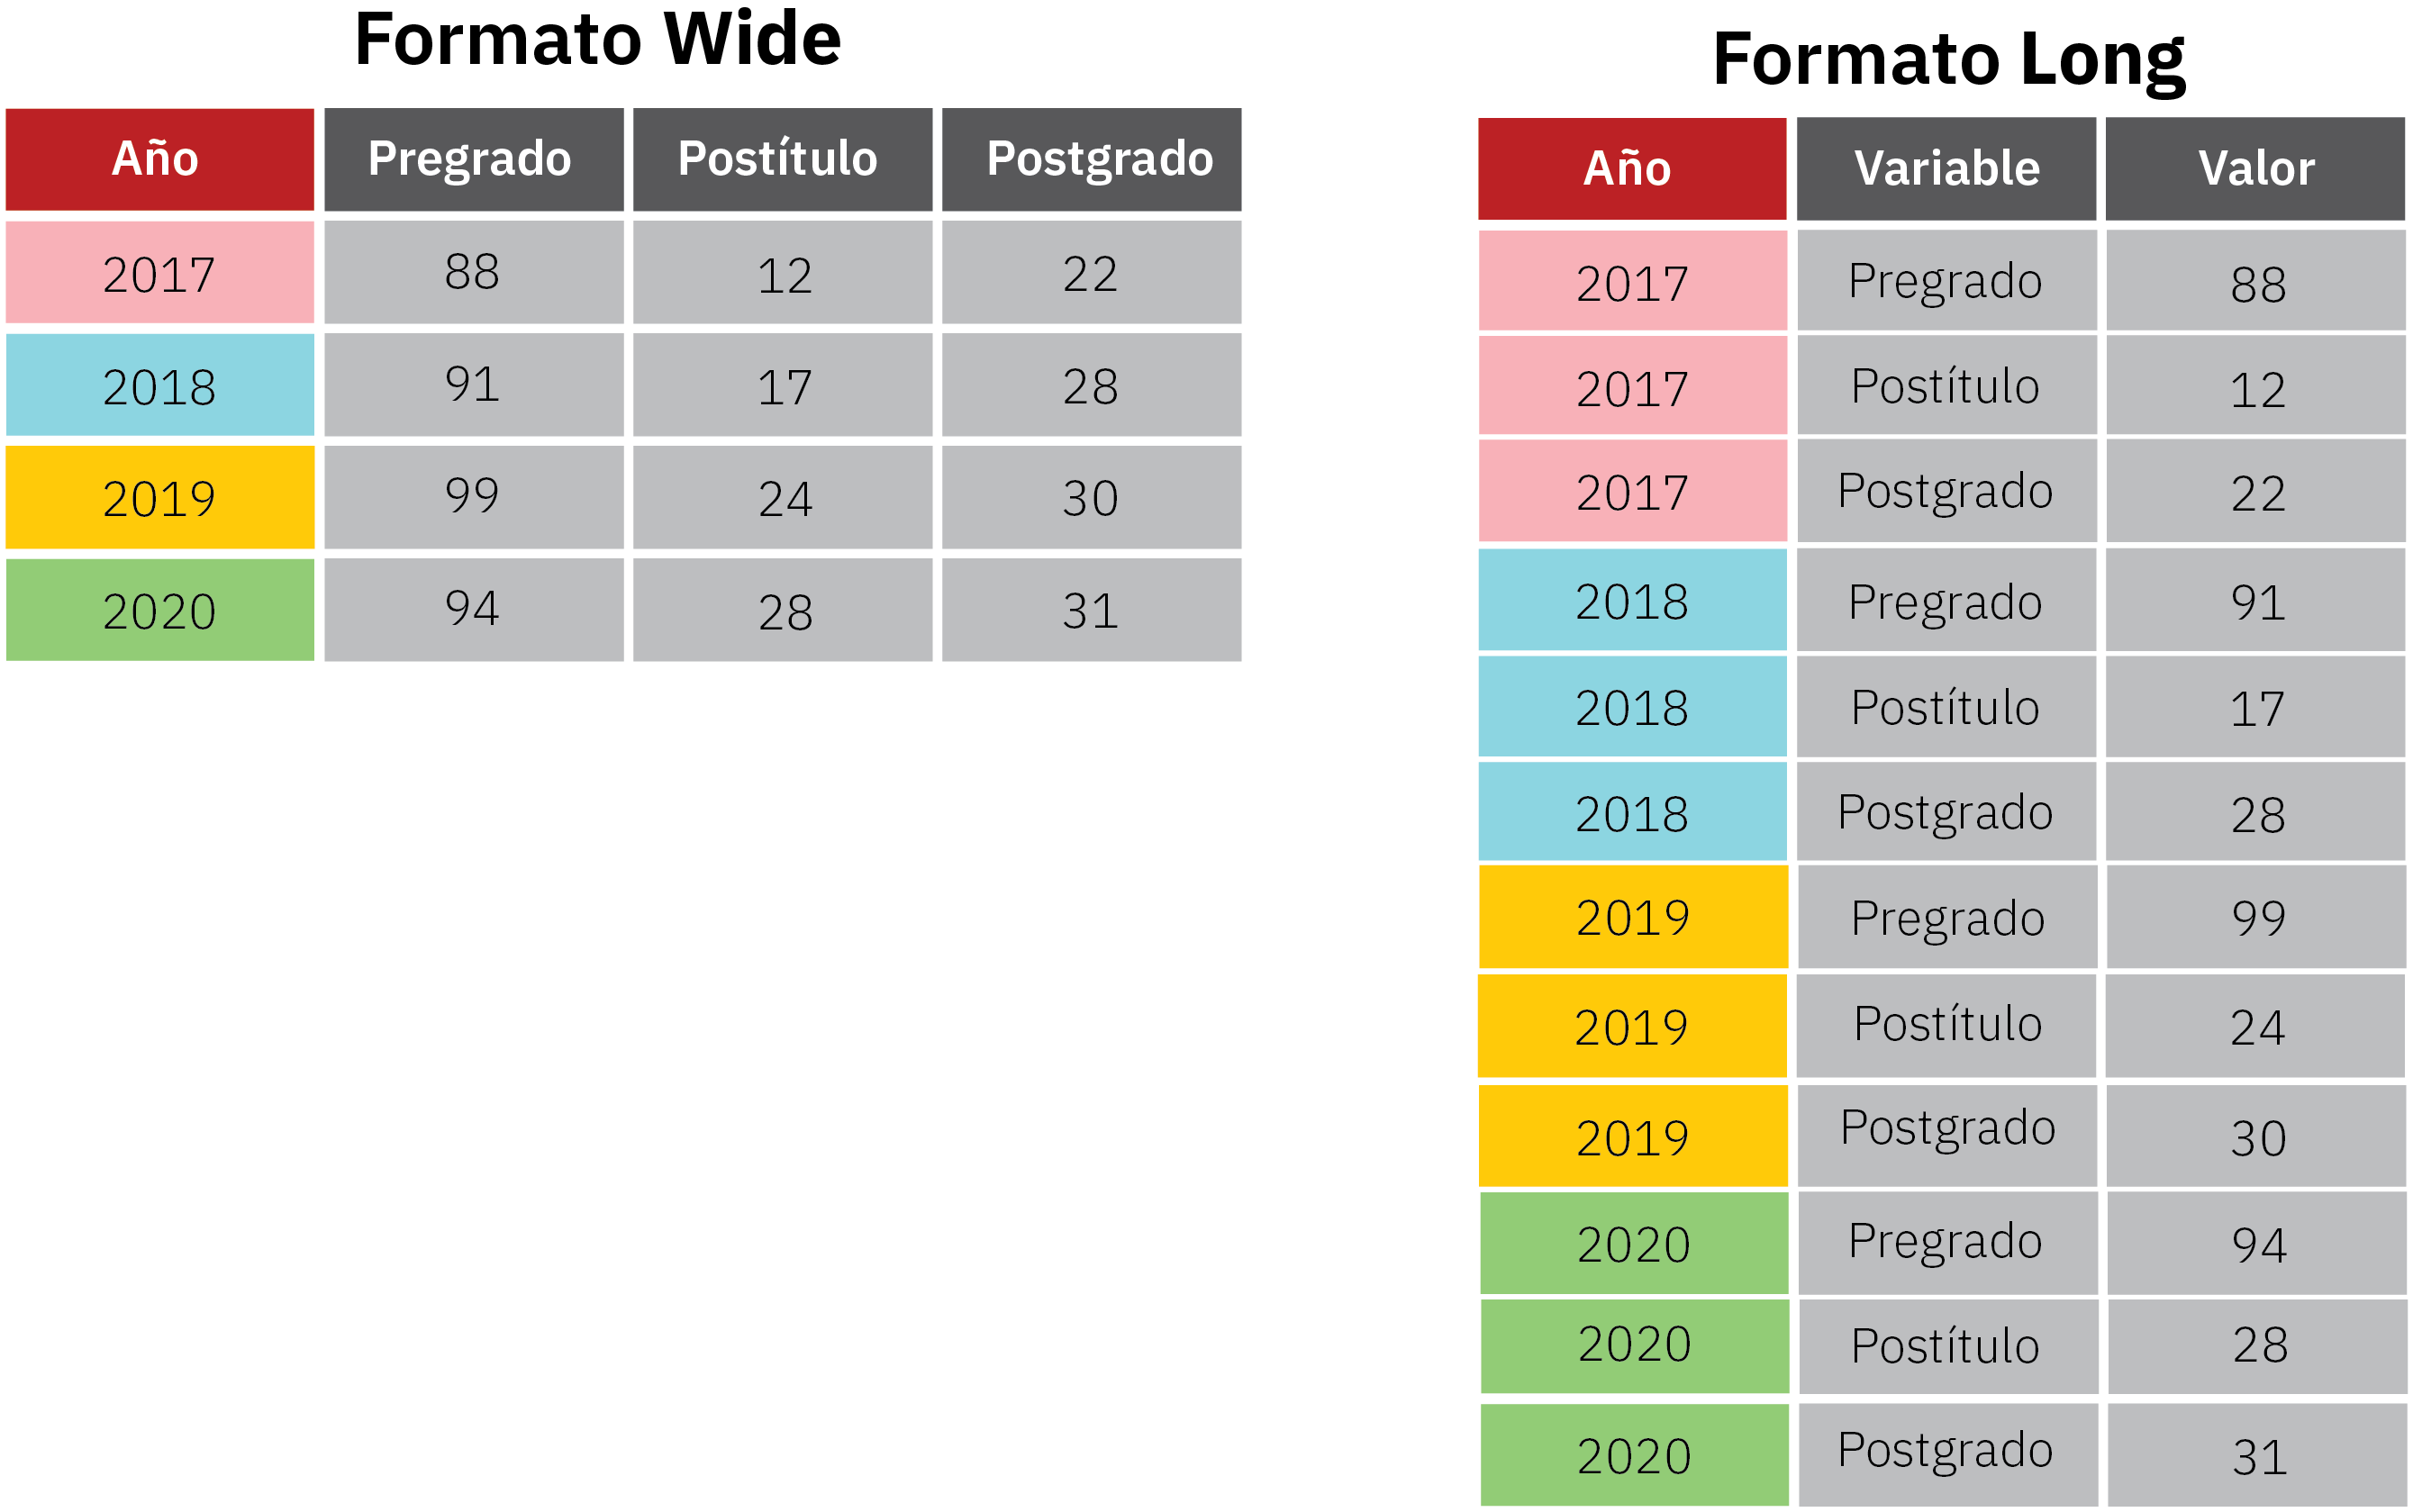 Formato Wide
Año Pregrado Postítulo Postgrado
2017 88 12 22
2018 91 17 28
2019 99 24 30
2020 94 28 31
Formato Long
Año Variable Valor
2017 Pregrado 88
2017 Postítulo 12
2017 Postgrado 22
2018 Pregrado 91
2018 Postítulo 17
2018 Postgrado 28
2019 Pregrado 99
2019 Postítulo 24
2019 Postgrado 30
2020 Pregrado 94
2020 Postítulo 28
2020 Postgrado 31